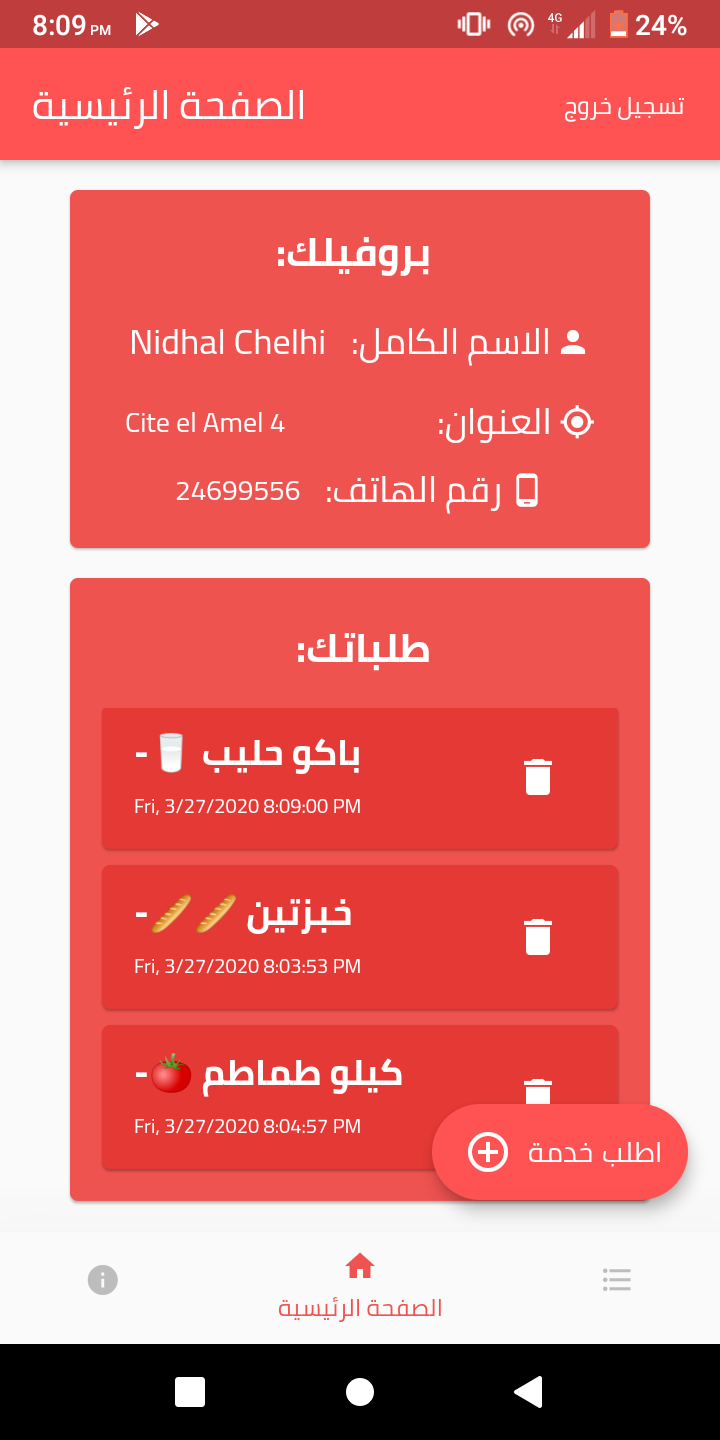 8:09 PM 4G 24%
الصفحة الرئيسية
تسجيل خروج
بروفيلك:
الاسم الكامل: Nidhal Chelhi
العنوان: Cite el Amel 4
رقم الهاتف: 24699556
طلباتك:
باكو حليب 🥛-
Fri, 3/27/2020 8:09:00 PM
خبزتين 🥖🥖-
Fri, 3/27/2020 8:03:53 PM
كيلو طماطم 🍅-
Fri, 3/27/2020 8:04:57 PM
اطلب خدمة
الصفحة الرئيسية